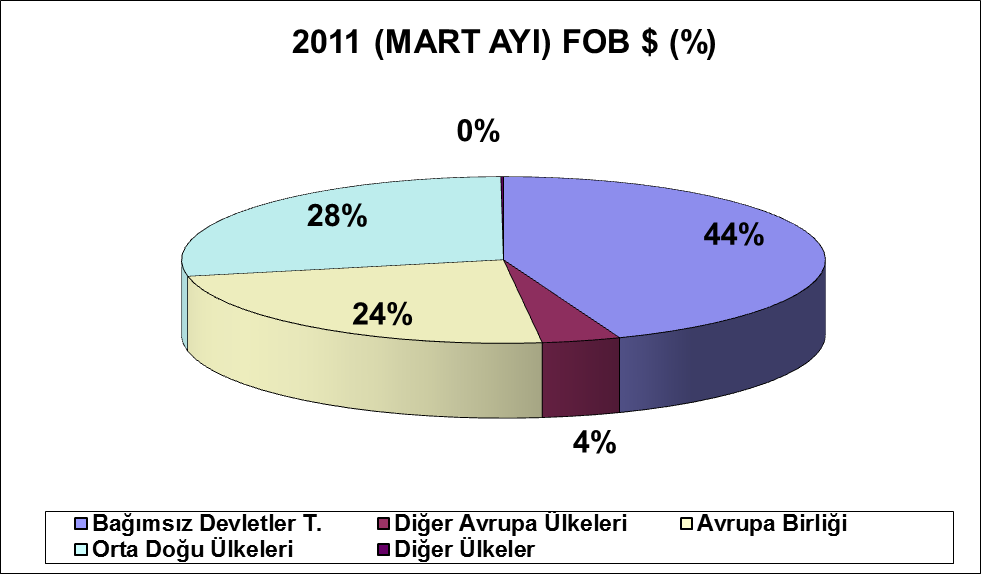 2011 (MART AYI) FOB $ (%)
0%
28%
44%
24%
4%
Bağımsız Devletler T. Diğer Avrupa Ülkeleri Avrupa Birliği
Orta Doğu Ülkeleri Diğer Ülkeler